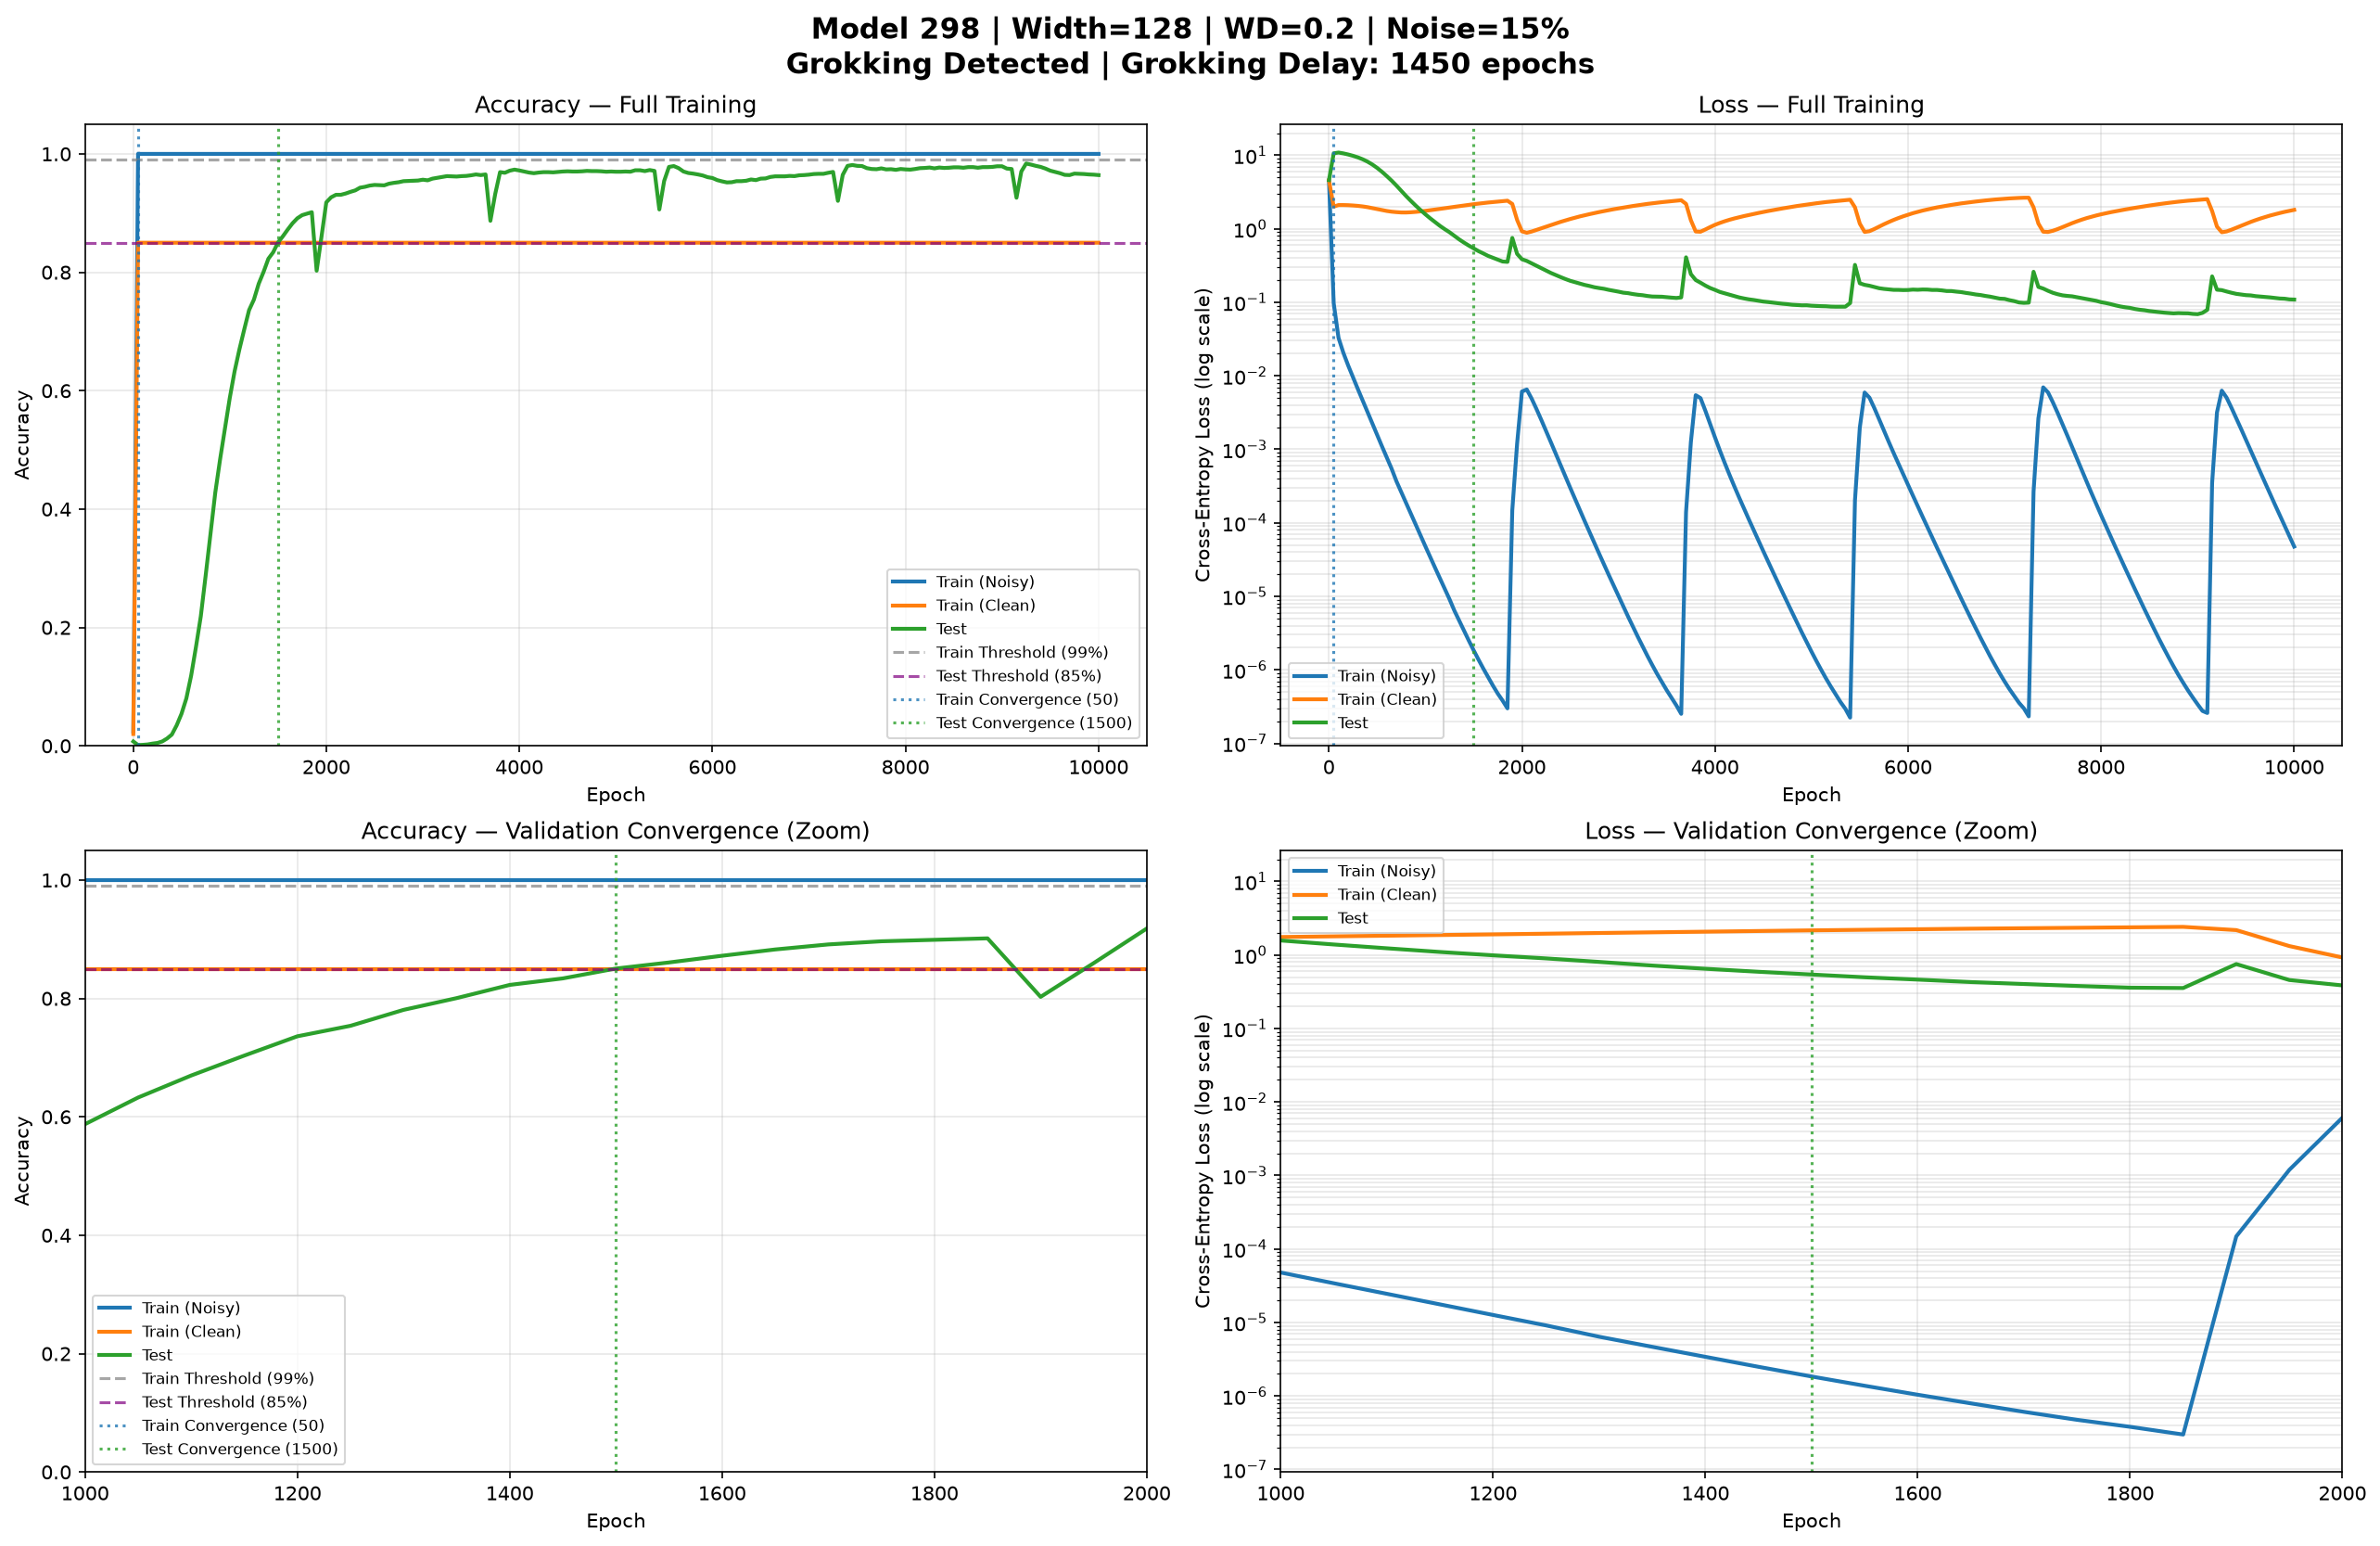 Model 298 | Width=128 | WD=0.2 | Noise=15%
Grokking Detected | Grokking Delay: 1450 epochs
Accuracy — Full Training
Accuracy
1.0
0.8
0.6
0.4
0.2
0.0
0 2000 4000 6000 8000 10000
Epoch
Train (Noisy)
Train (Clean)
Test
Train Threshold (99%)
Test Threshold (85%)
Train Convergence (50)
Test Convergence (1500)
Loss — Full Training
Cross-Entropy Loss (log scale)
10¹
10⁰
10⁻¹
10⁻²
10⁻³
10⁻⁴
10⁻⁵
10⁻⁶
10⁻⁷
0 2000 4000 6000 8000 10000
Epoch
Train (Noisy)
Train (Clean)
Test
Accuracy — Validation Convergence (Zoom)
Accuracy
1.0
0.8
0.6
0.4
0.2
0.0
1000 1200 1400 1600 1800 2000
Epoch
Train (Noisy)
Train (Clean)
Test
Train Threshold (99%)
Test Threshold (85%)
Train Convergence (50)
Test Convergence (1500)
Loss — Validation Convergence (Zoom)
Cross-Entropy Loss (log scale)
10¹
10⁰
10⁻¹
10⁻²
10⁻³
10⁻⁴
10⁻⁵
10⁻⁶
10⁻⁷
1000 1200 1400 1600 1800 2000
Epoch
Train (Noisy)
Train (Clean)
Test